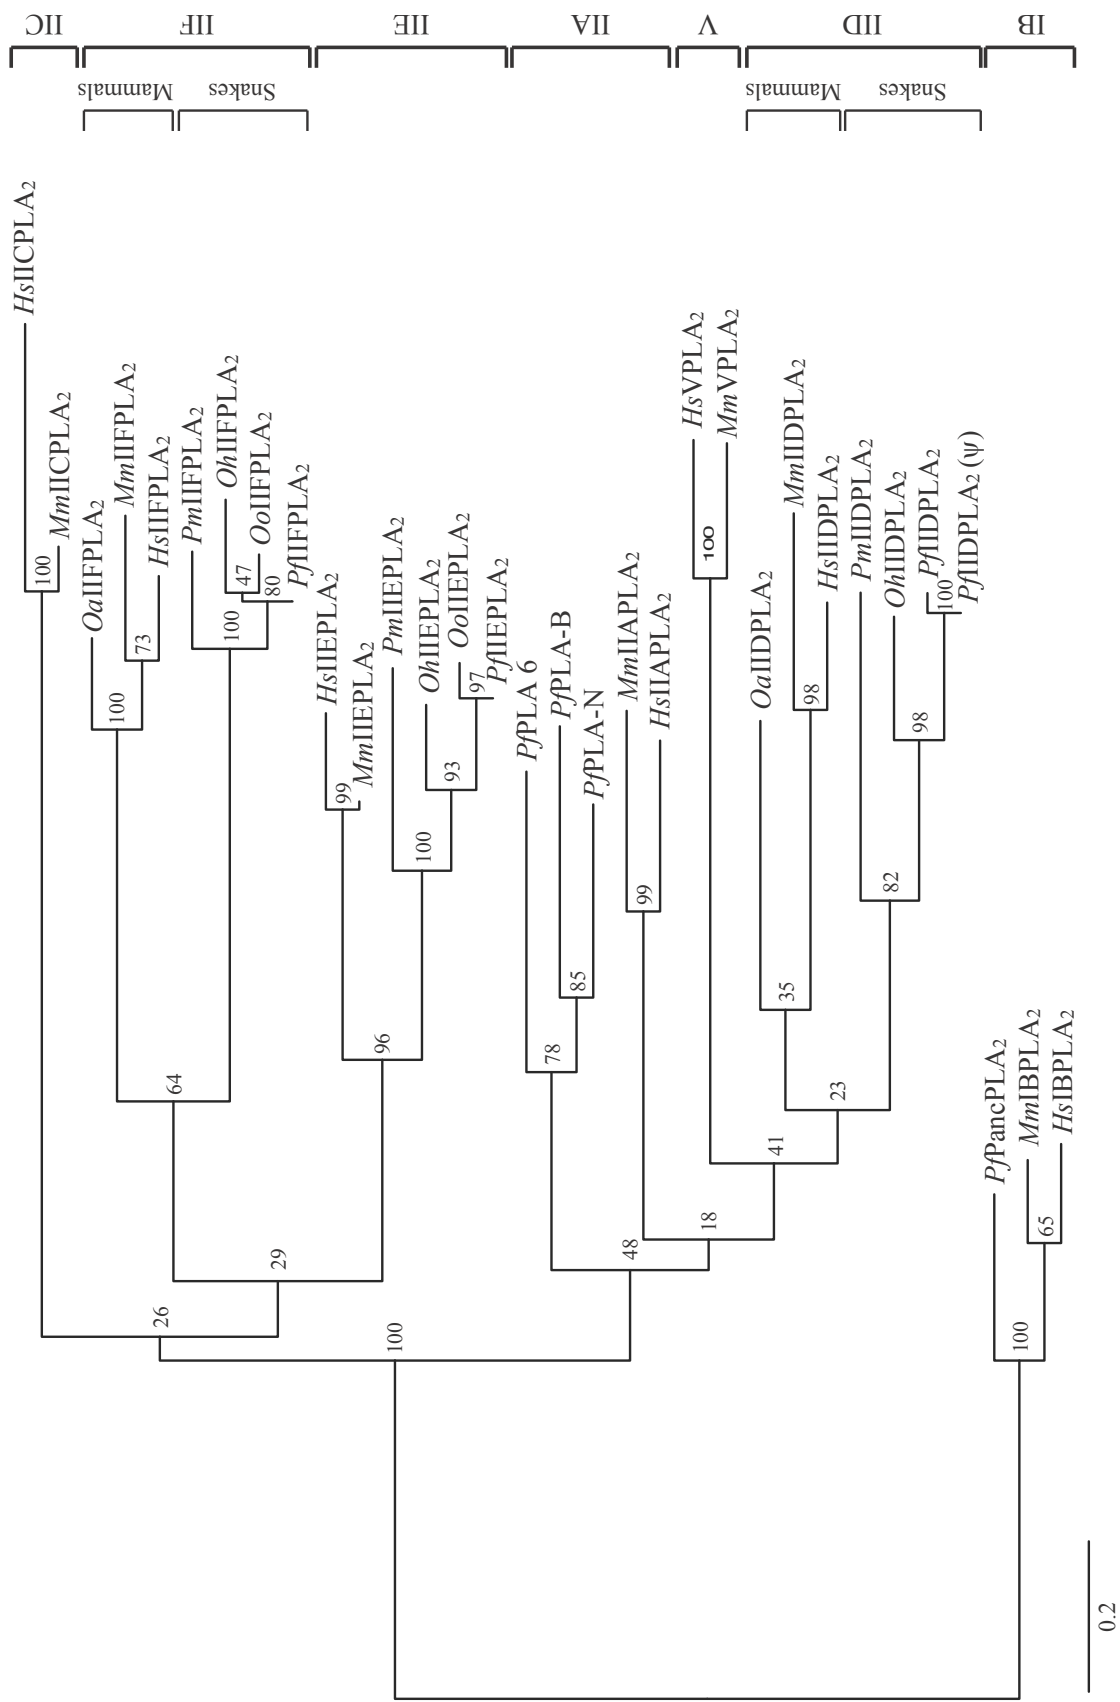 HsIICPLA₂
100
MmIICPLA₂
OaIIFPLA₂
100
MmIIFPLA₂
73
HsIIFPLA₂
64
PmIIFPLA₂
100
OhIIFPLA₂
47
OoIIFPLA₂
80
PfIIFPLA₂
26
29
HsIIEPLA₂
99
MmIIEPLA₂
96
PmIIEPLA₂
100
OhIIEPLA₂
93
OoIIEPLA₂
97
PfIIEPLA₂
100
PfPLA 6
78
PfPLA-B
85
PfPLA-N
48
MmIIAPLA₂
99
HsIIAPLA₂
18
HsVPLA₂
100
MmVPLA₂
41
OaIIDPLA₂
35
MmIIDPLA₂
98
HsIIDPLA₂
23
PmIIDPLA₂
82
OhIIDPLA₂
98
PfIIDPLA₂
100
PfIIDPLA₂ (ψ)
PfPancPLA₂
100
MmIBPLA₂
65
HsIBPLA₂
0.2
IIC
Mammals
Snakes
IIF
IIE
IIA
V
Mammals
Snakes
IID
IB